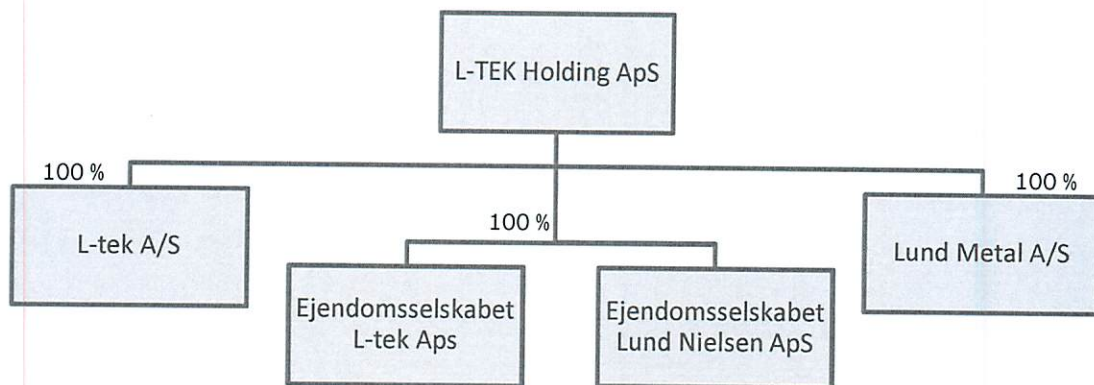 L-TEK Holding ApS
100 %
100 %
L-tek A/S
100 %
Lund Metal A/S
Ejendomsselskabet
L-tek Aps
Ejendomsselskabet
Lund Nielsen ApS